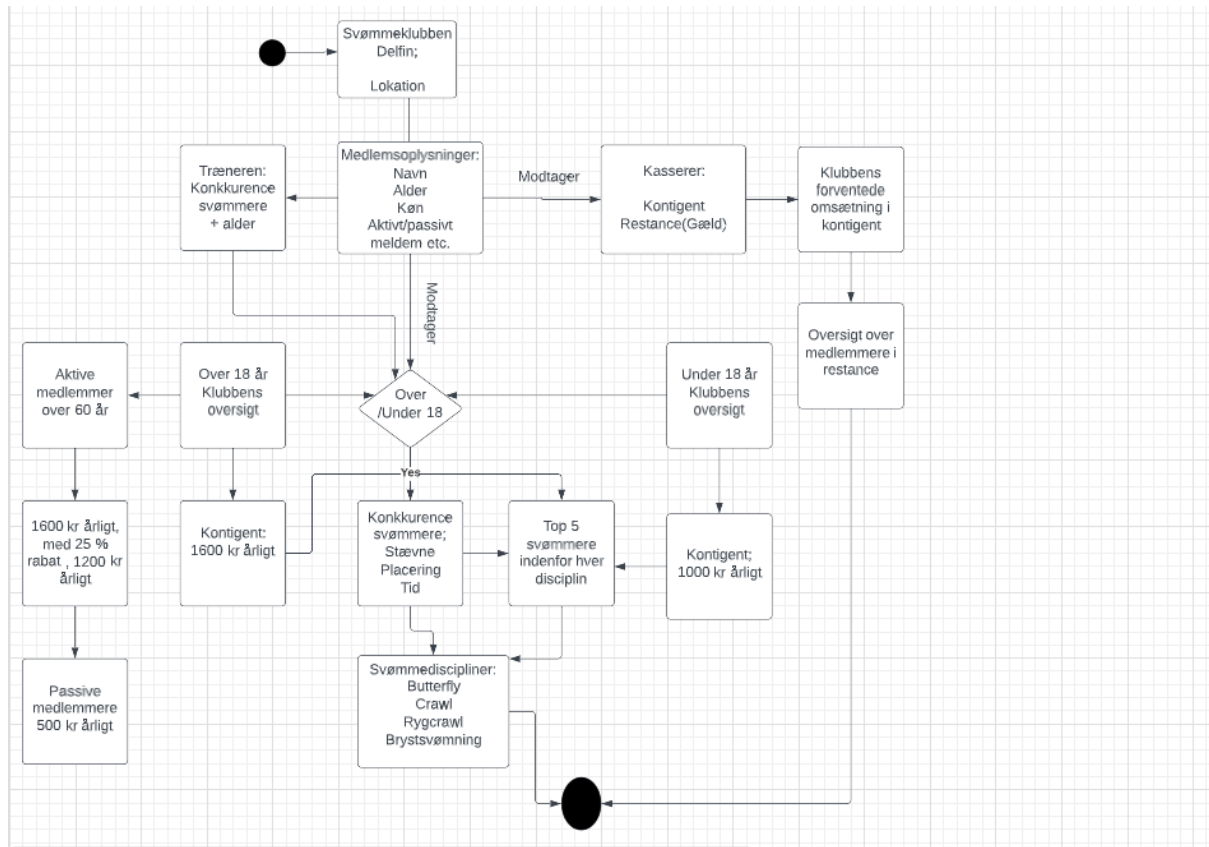 Svømmeklubben
Delfin;
Lokation
Træneren:
Konkkurence
svømmere
+ alder
Medlemsoplysninger:
Navn
Alder
Køn
Aktivt/passivt
meldem etc.
Modtager
Kasserer:
Kontigent
Restance(Gæld)
Klubbens
forventede
omsætning i
kontigent
Modtager
Aktive
medlemmer
over 60 år
Over 18 år
Klubbens
oversigt
Over
/Under 18
Under 18 år
Klubbens
oversigt
Oversigt over
medlemmere i
restance
Yes
1600 kr årligt,
med 25 %
rabat , 1200 kr
årligt
Kontigent:
1600 kr årligt
Konkkurence
svømmere;
Stævne
Placering
Tid
Top 5
svømmere
indenfor hver
disciplin
Kontigent;
1000 kr årligt
Passive
medlemmere
500 kr årligt
Svømmediscipliner:
Butterfly
Crawl
Rygcrawl
Brystsvømning